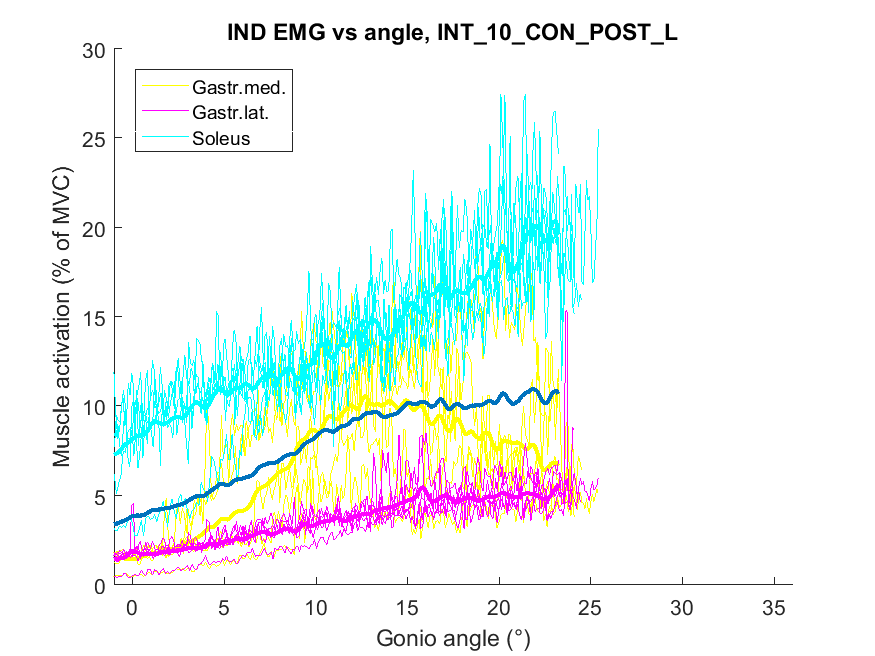 IND EMG vs angle, INT_10_CON_POST_L
30
25
20
15
10
5
0
Muscle activation (% of MVC)
Gastr.med.
Gastr.lat.
Soleus
0 5 10 15 20 25 30 35
Gonio angle (°)